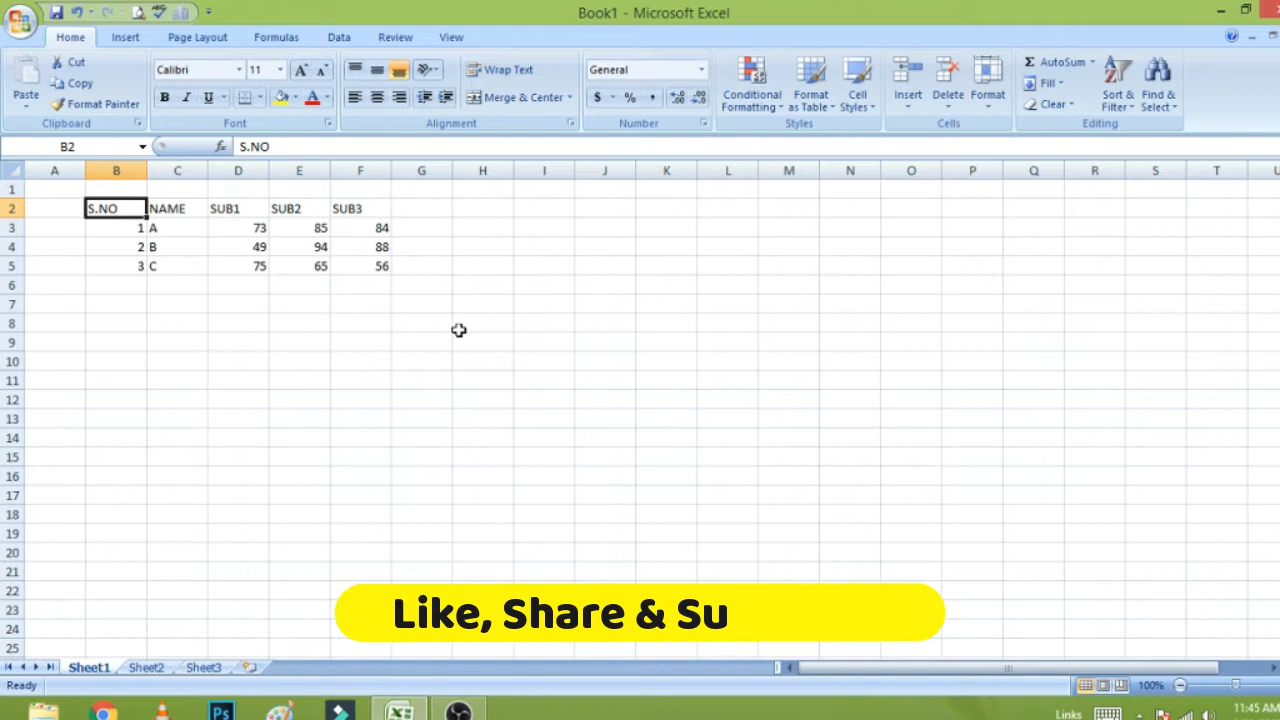 Book1 - Microsoft Excel
Home Insert Page Layout Formulas Data Review View
Paste
Cut
Copy
Format Painter
Clipboard
Calibri 11
B I U A
Font
Wrap Text
Merge & Center
Alignment
General
$ % ,
Number
Conditional Formatting
Format as Table
Cell Styles
Styles
Insert Delete Format
Cells
Σ AutoSum
Fill
Clear
Sort & Filter
Find & Select
Editing
B2 fx S.NO
A B C D E F G H I J K L M N O P Q R S T U
1
2 S.NO NAME SUB1 SUB2 SUB3
3 1 A 73 85 84
4 2 B 49 94 88
5 3 C 75 65 56
6
7
8
9
10
11
12
13
14
15
16
17
18
19
20
21
22
23
24
25
Like, Share & Su
Sheet1 Sheet2 Sheet3
Ready 100%
Ps
Links 11:45 AM